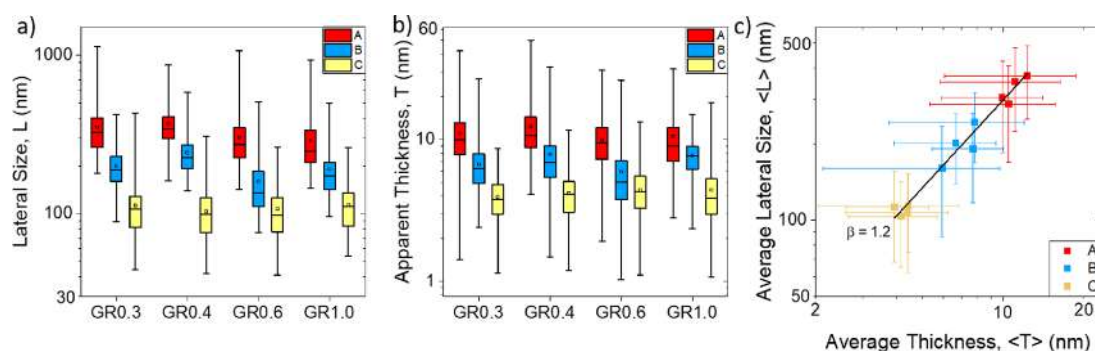 a)
Lateral Size, L (nm)
1000
100
30
A
B
C
GR0.3 GR0.4 GR0.6 GR1.0
b)
Apparent Thickness, T (nm)
60
10
1
A
B
C
GR0.3 GR0.4 GR0.6 GR1.0
c)
Average Lateral Size, <L> (nm)
500
100
50
β = 1.2
A
B
C
2 10 20
Average Thickness, <T> (nm)